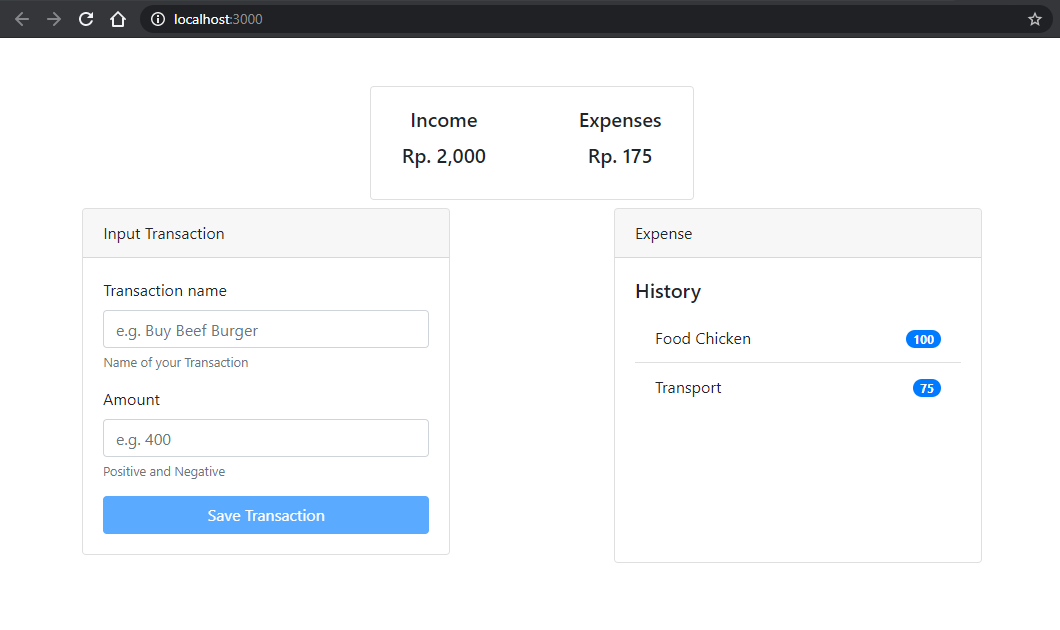 localhost:3000
Income Expenses
Rp. 2,000 Rp. 175
Input Transaction
Transaction name
e.g. Buy Beef Burger
Name of your Transaction
Amount
e.g. 400
Positive and Negative
Save Transaction
Expense
History
Food Chicken 100
Transport 75